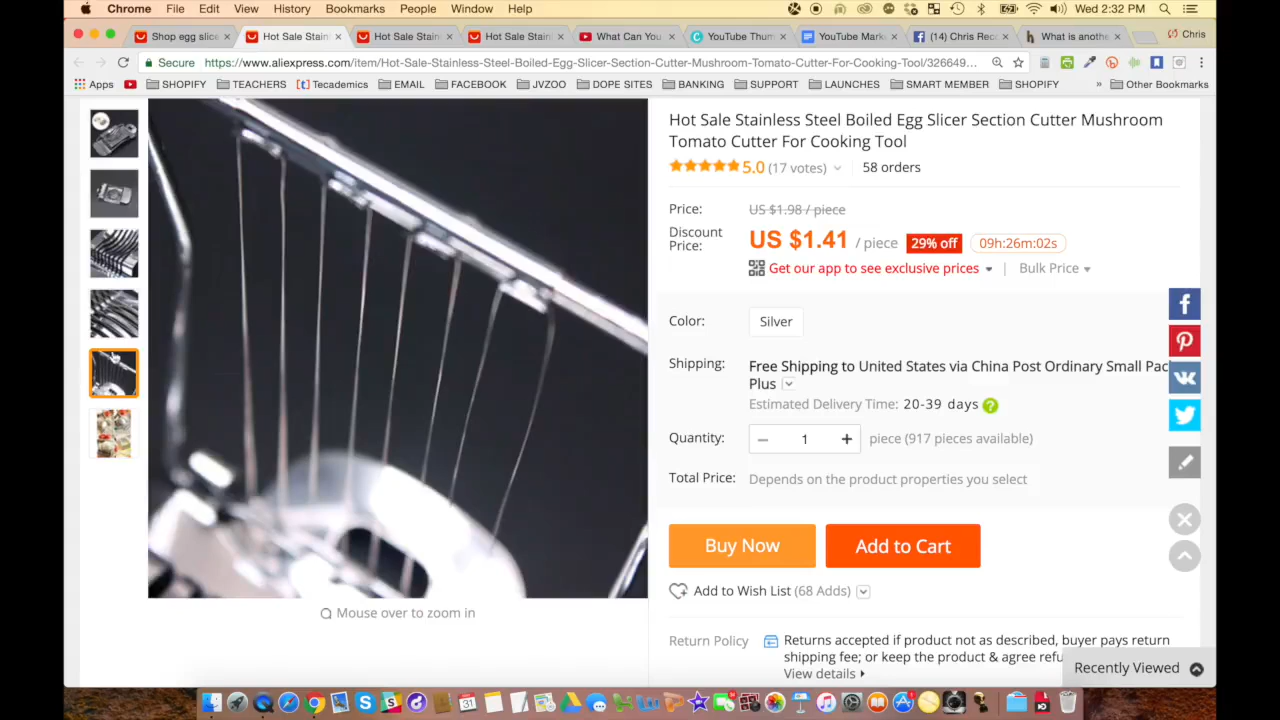 Chrome File Edit View History Bookmarks People Window Help Wed 2:32 PM
Shop egg slice Hot Sale Stain Hot Sale Stain Hot Sale Stainl What Can You YouTube Thum YouTube Mark (14) Chris Rec What is anothe Chris
Secure https://www.aliexpress.com/item/Hot-Sale-Stainless-Steel-Boiled-Egg-Slicer-Section-Cutter-Mushroom-Tomato-Cutter-For-Cooking-Tool/326649...
Apps SHOPIFY TEACHERS Tecademics EMAIL FACEBOOK JVZOO DOPE SITES BANKING SUPPORT LAUNCHES SMART MEMBER SHOPIFY » Other Bookmarks
Hot Sale Stainless Steel Boiled Egg Slicer Section Cutter Mushroom
Tomato Cutter For Cooking Tool
5.0 (17 votes) 58 orders
Price: US $1.98 / piece
Discount
Price: US $1.41 / piece 29% off 09h:26m:02s
Get our app to see exclusive prices | Bulk Price
Color: Silver
Shipping: Free Shipping to United States via China Post Ordinary Small Pac
Plus
Estimated Delivery Time: 20-39 days ?
Quantity: − 1 + piece (917 pieces available)
Total Price: Depends on the product properties you select
Buy Now Add to Cart
Add to Wish List (68 Adds)
Mouse over to zoom in
Return Policy Returns accepted if product not as described, buyer pays return
shipping fee; or keep the product & agree refu
View details
Recently Viewed